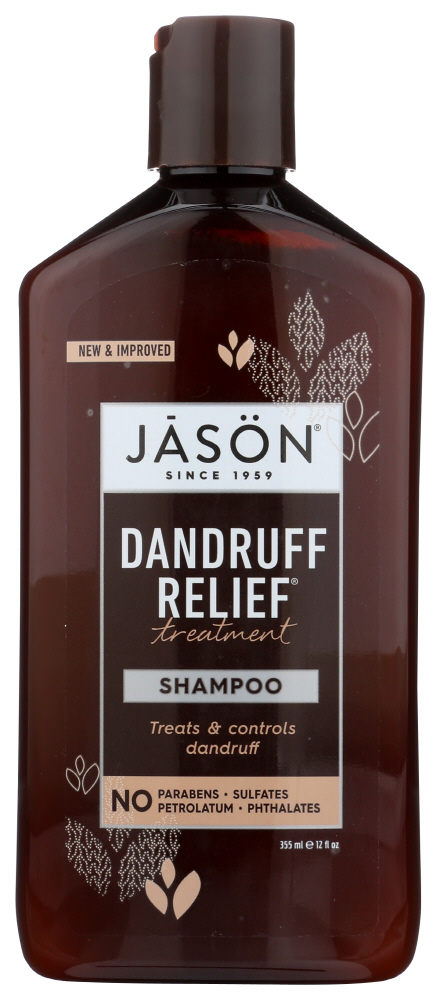 NEW & IMPROVED
JĀSÖN®
SINCE 1959
DANDRUFF
RELIEF®
treatment
SHAMPOO
Treats & controls
dandruff
NO PARABENS • SULFATES
PETROLATUM • PHTHALATES
355 ml ℮ 12 fl oz